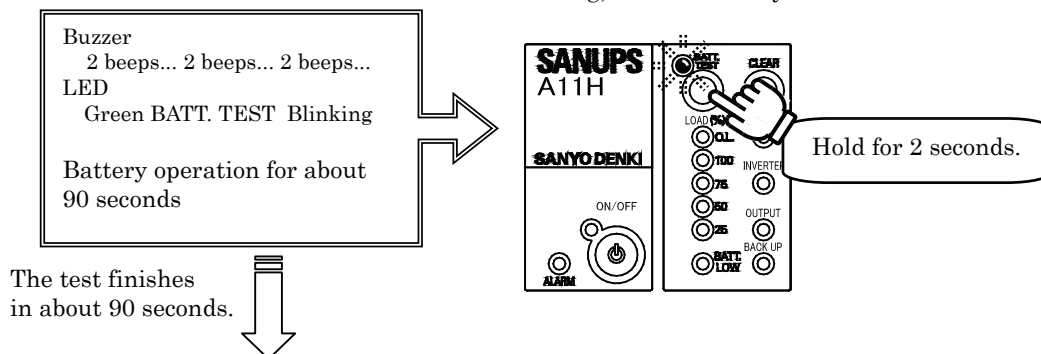 Buzzer
2 beeps... 2 beeps... 2 beeps...
LED
Green BATT. TEST Blinking
Battery operation for about
90 seconds
The test finishes
in about 90 seconds.
SANUPS
A11H
SANYO DENKI
ON/OFF
ALARM
BATT.
TEST
CLEAR
LOAD (%)
O.L.
100
75
50
25
BATT.
LOW
INVERTER
OUTPUT
BACK UP
Hold for 2 seconds.